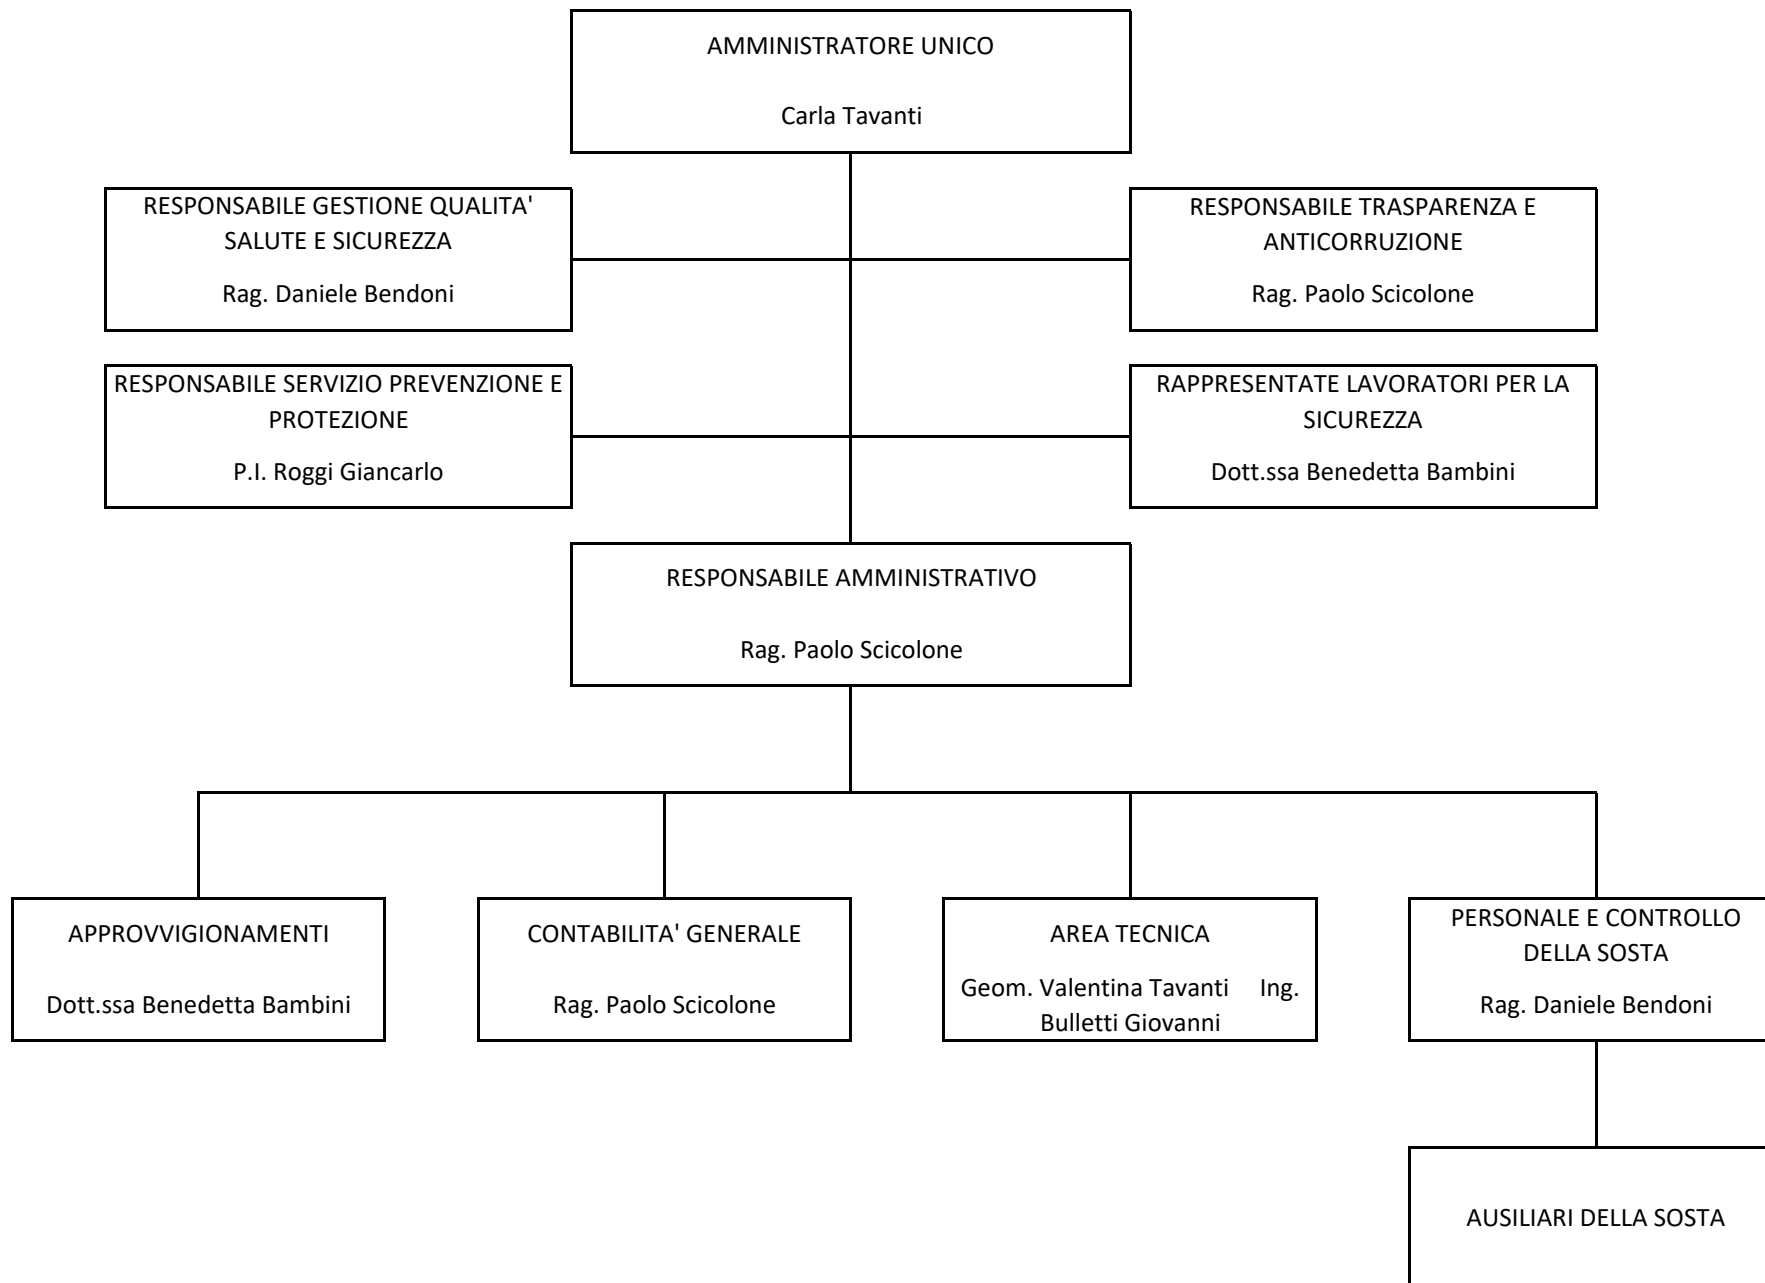 AMMINISTRATORE UNICO
Carla Tavanti
RESPONSABILE GESTIONE QUALITA'
SALUTE E SICUREZZA
Rag. Daniele Bendoni
RESPONSABILE TRASPARENZA E
ANTICORRUZIONE
Rag. Paolo Scicolone
RESPONSABILE SERVIZIO PREVENZIONE E
PROTEZIONE
P.I. Roggi Giancarlo
RAPPRESENTATE LAVORATORI PER LA
SICUREZZA
Dott.ssa Benedetta Bambini
RESPONSABILE AMMINISTRATIVO
Rag. Paolo Scicolone
APPROVVIGIONAMENTI
Dott.ssa Benedetta Bambini
CONTABILITA' GENERALE
Rag. Paolo Scicolone
AREA TECNICA
Geom. Valentina Tavanti Ing.
Bulletti Giovanni
PERSONALE E CONTROLLO
DELLA SOSTA
Rag. Daniele Bendoni
AUSILIARI DELLA SOSTA